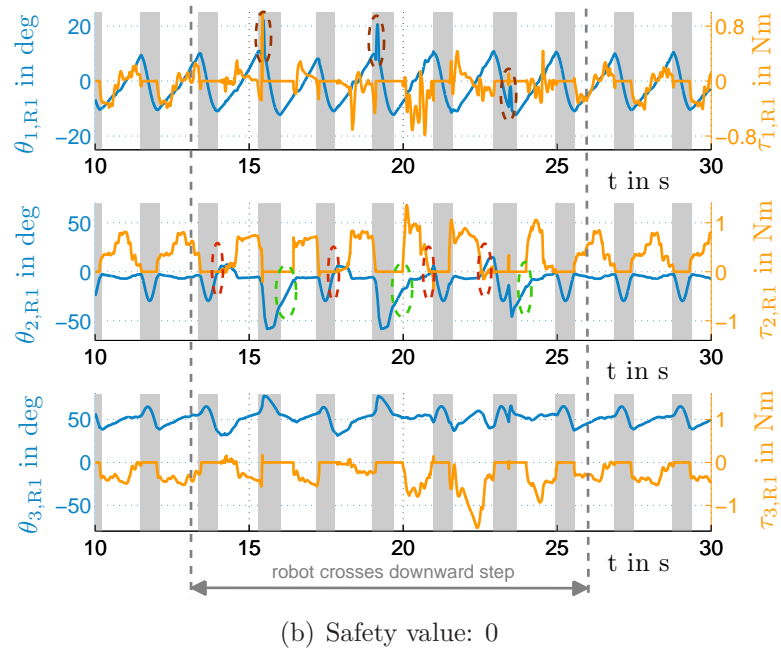 20
0
−20
θ1,R1 in deg
0.8
0
−0.8
τ1,R1 in Nm
10 15 20 25 30
t in s
50
0
−50
θ2,R1 in deg
1
0
−1
τ2,R1 in Nm
10 15 20 25 30
t in s
50
0
−50
θ3,R1 in deg
1
0
−1
τ3,R1 in Nm
10 15 20 25 30
t in s
robot crosses downward step
(b) Safety value: 0